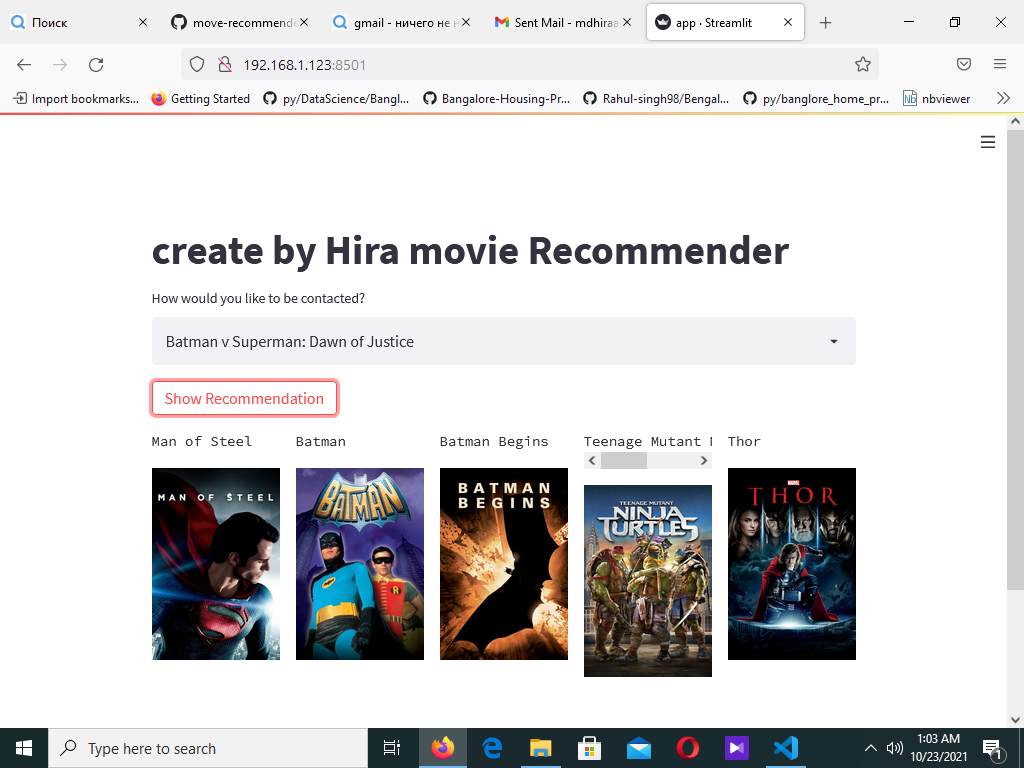 Поиск
move-recommende
gmail - ничего не н
Sent Mail - mdhiraa
app · Streamlit
192.168.1.123:8501
Import bookmarks...
Getting Started
py/DataScience/Bangl...
Bangalore-Housing-Pr...
Rahul-singh98/Bengal...
py/banglore_home_pr...
nbviewer
create by Hira movie Recommender
How would you like to be contacted?
Batman v Superman: Dawn of Justice
Show Recommendation
Man of Steel
Batman
Batman Begins
Teenage Mutant N
Thor
MAN OF STEEL
BATMAN
BATMAN
BEGINS
TEENAGE MUTANT
NINJA
TURTLES
MARVEL
THOR
Type here to search
1:03 AM
10/23/2021
1